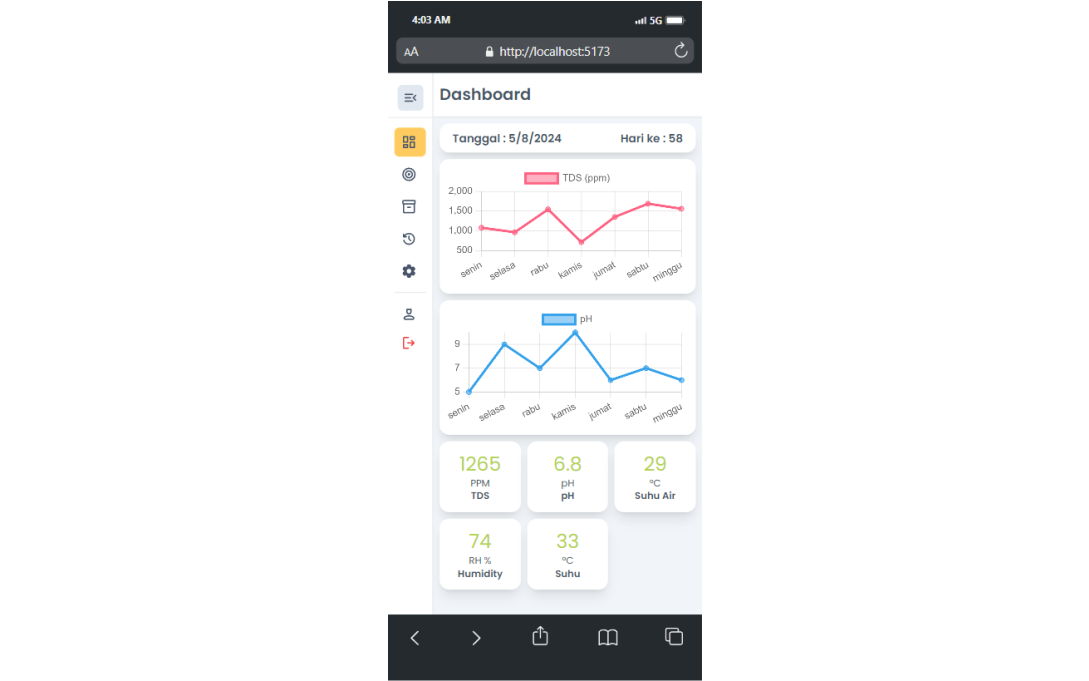 4:03 AM 5G
AA http://localhost:5173
Dashboard
Tanggal : 5/8/2024 Hari ke : 58
TDS (ppm)
2,000
1,500
1,000
500
senin selasa rabu kamis jumat sabtu minggu
pH
9
7
5
senin selasa rabu kamis jumat sabtu minggu
1265 6.8 29
PPM pH °C
TDS pH Suhu Air
74 33
RH % °C
Humidity Suhu